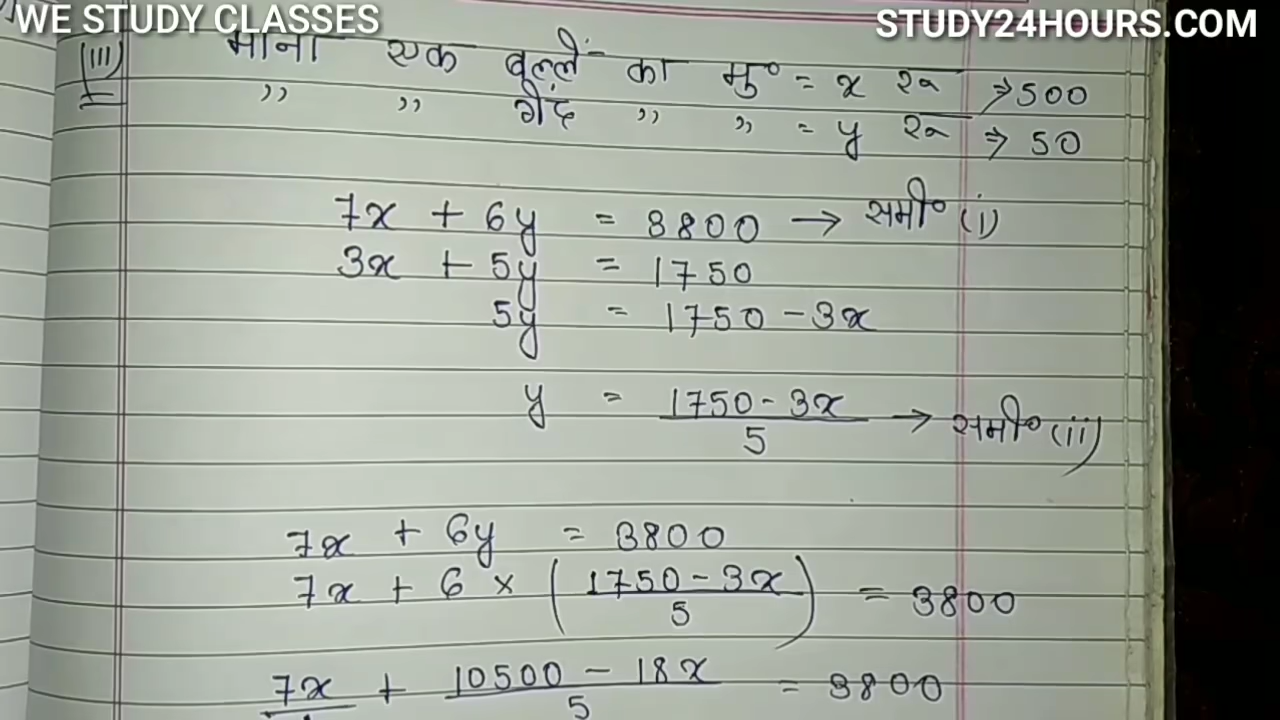 WE STUDY CLASSES
STUDY24HOURS.COM
(III) माना एक बुल्ले का मु० = x रू ⇒ 500
” ” गेंद ” ” = y रू ⇒ 50
7x + 6y = 3800 → समी० (i)
3x + 5y = 1750
5y = 1750 - 3x
y = 1750 - 3x / 5 → समी० (ii)
7x + 6y = 3800
7x + 6 × (1750 - 3x / 5) = 3800
7x + 10500 - 18x / 5 = 3800